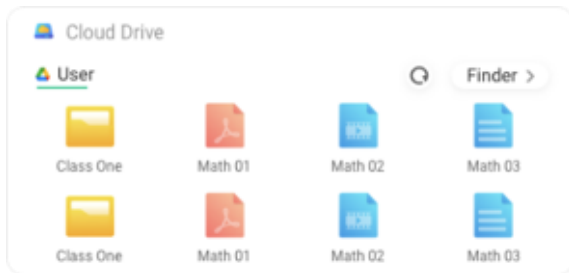 Cloud Drive
User Finder >
Class One Math 01 Math 02 Math 03
Class One Math 01 Math 02 Math 03